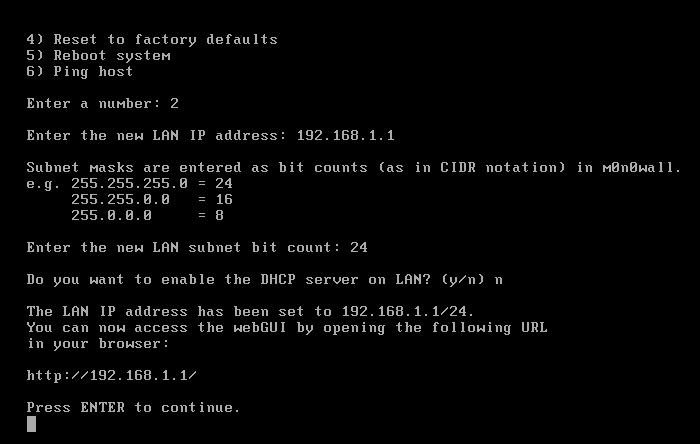 4) Reset to factory defaults
5) Reboot system
6) Ping host
Enter a number: 2
Enter the new LAN IP address: 192.168.1.1
Subnet masks are entered as bit counts (as in CIDR notation) in m0n0wall.
e.g. 255.255.255.0 = 24
255.255.0.0 = 16
255.0.0.0 = 8
Enter the new LAN subnet bit count: 24
Do you want to enable the DHCP server on LAN? (y/n) n
The LAN IP address has been set to 192.168.1.1/24.
You can now access the webGUI by opening the following URL
in your browser:
http://192.168.1.1/
Press ENTER to continue.